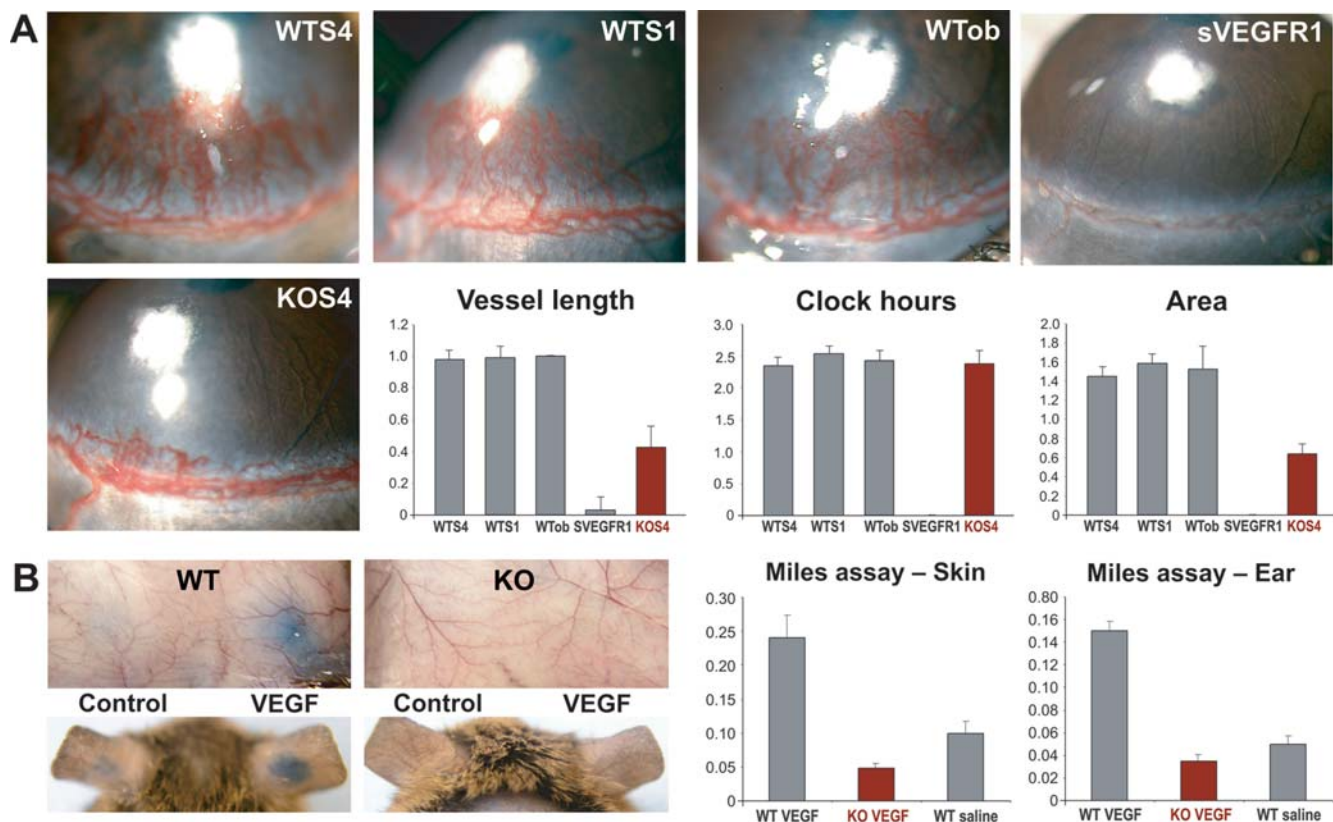 A
WTS4
WTS1
WTob
sVEGFR1
KOS4
Vessel length
1.2
1.0
0.8
0.6
0.4
0.2
0
WTS4 WTS1 WTob SVEGFR1 KOS4
Clock hours
3.0
2.5
2.0
1.5
1.0
0.5
0.0
WTS4 WTS1 WTob SVEGFR1 KOS4
Area
2.0
1.8
1.6
1.4
1.2
1.0
0.8
0.6
0.4
0.2
0
WTS4 WTS1 WTob SVEGFR1 KOS4
B
WT
KO
Control VEGF
Control VEGF
Miles assay – Skin
0.30
0.25
0.20
0.15
0.10
0.05
0
WT VEGF KO VEGF WT saline
Miles assay – Ear
0.80
0.16
0.14
0.12
0.10
0.08
0.06
0.04
0.02
0
WT VEGF KO VEGF WT saline